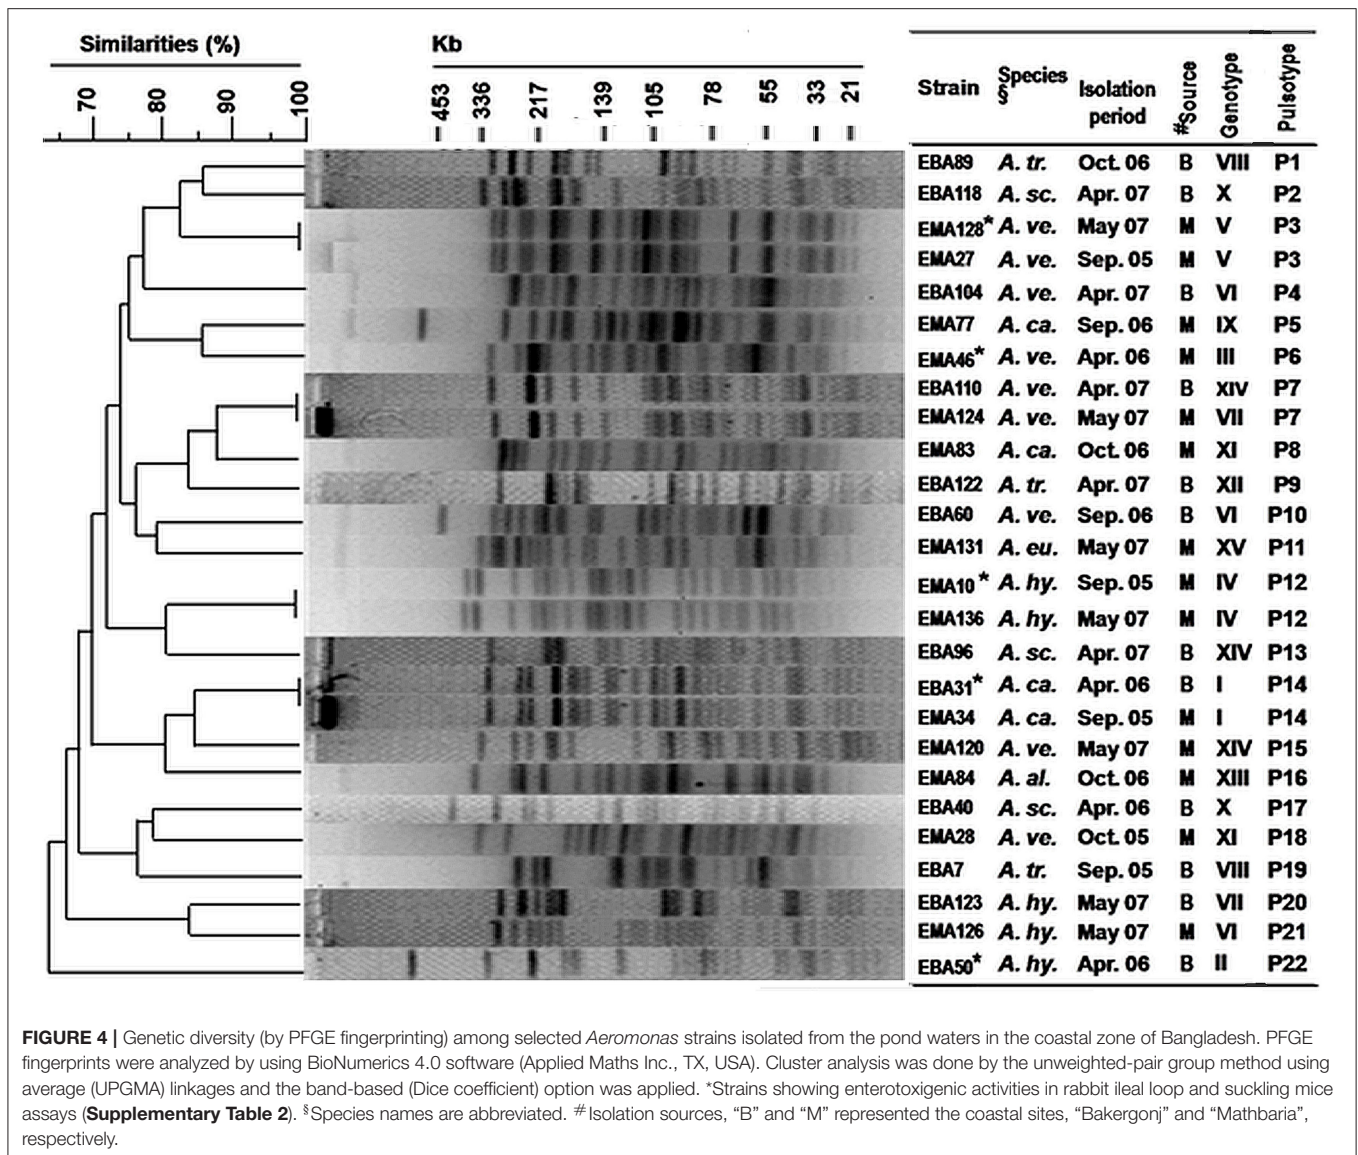 Similarities (%)
Kb
70 80 90 100
453 336 217 139 105 78 55 33 21
Strain §Species Isolation period #Source Genotype Pulsotype
EBA89 A. tr. Oct. 06 B VIII P1
EBA118 A. sc. Apr. 07 B X P2
EMA128* A. ve. May 07 M V P3
EMA27 A. ve. Sep. 05 M V P3
EBA104 A. ve. Apr. 07 B VI P4
EMA77 A. ca. Sep. 06 M IX P5
EMA46* A. ve. Apr. 06 M III P6
EBA110 A. ve. Apr. 07 B XIV P7
EMA124 A. ve. May 07 M VII P7
EMA83 A. ca. Oct. 06 M XI P8
EBA122 A. tr. Apr. 07 B XII P9
EBA60 A. ve. Sep. 06 B VI P10
EMA131 A. eu. May 07 M XV P11
EMA10* A. hy. Sep. 05 M IV P12
EMA136 A. hy. May 07 M IV P12
EBA96 A. sc. Apr. 07 B XIV P13
EBA31* A. ca. Apr. 06 B I P14
EMA34 A. ca. Sep. 05 M I P14
EMA120 A. ve. May 07 M XIV P15
EMA84 A. al. Oct. 06 M XIII P16
EBA40 A. sc. Apr. 06 B X P17
EMA28 A. ve. Oct. 05 M XI P18
EBA7 A. tr. Sep. 05 B VIII P19
EBA123 A. hy. May 07 B VII P20
EMA126 A. hy. May 07 M VI P21
EBA50* A. hy. Apr. 06 B II P22
FIGURE 4 | Genetic diversity (by PFGE fingerprinting) among selected Aeromonas strains isolated from the pond waters in the coastal zone of Bangladesh. PFGE
fingerprints were analyzed by using BioNumerics 4.0 software (Applied Maths Inc., TX, USA). Cluster analysis was done by the unweighted-pair group method using
average (UPGMA) linkages and the band-based (Dice coefficient) option was applied. *Strains showing enterotoxigenic activities in rabbit ileal loop and suckling mice
assays (Supplementary Table 2). §Species names are abbreviated. #Isolation sources, “B” and “M” represented the coastal sites, “Bakergonj” and “Mathbaria”,
respectively.